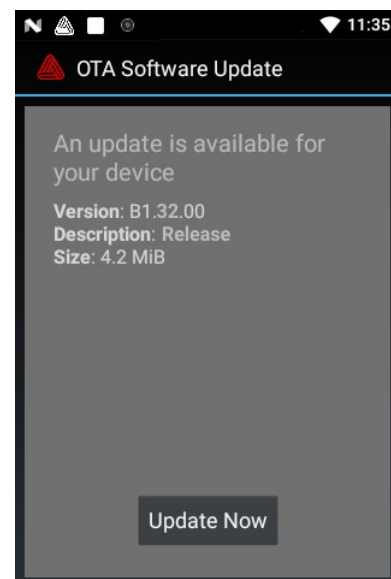 11:35
OTA Software Update
An update is available for
your device
Version: B1.32.00
Description: Release
Size: 4.2 MiB
Update Now